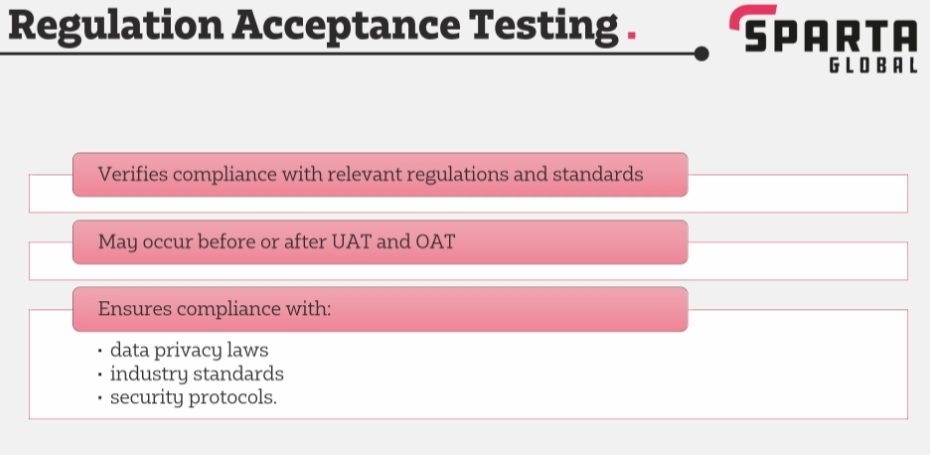 Regulation Acceptance Testing .
SPARTA
GLOBAL
Verifies compliance with relevant regulations and standards
May occur before or after UAT and OAT
Ensures compliance with:
• data privacy laws
• industry standards
• security protocols.